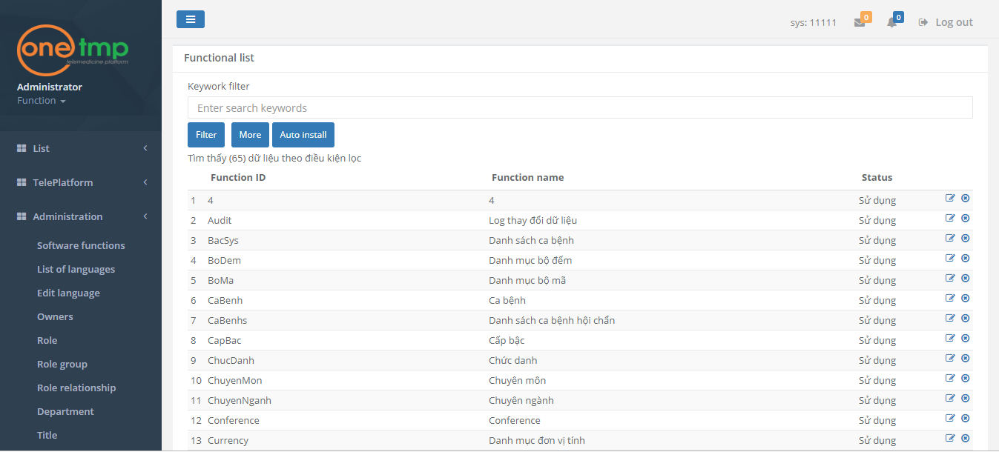 one tmp
telemedicine platform
Administrator
Function
List
TelePlatform
Administration
Software functions
List of languages
Edit language
Owners
Role
Role group
Role relationship
Department
Title
sys: 11111 0 0 Log out
Functional list
Keywork filter
Enter search keywords
Filter More Auto install
Tìm thấy (65) dữ liệu theo điều kiện lọc
Function ID Function name Status
1 4 4 Sử dụng
2 Audit Log thay đổi dữ liệu Sử dụng
3 BacSys Danh sách ca bệnh Sử dụng
4 BoDem Danh mục bộ đếm Sử dụng
5 BoMa Danh mục bộ mã Sử dụng
6 CaBenh Ca bệnh Sử dụng
7 CaBenhs Danh sách ca bệnh hội chẩn Sử dụng
8 CapBac Cấp bậc Sử dụng
9 ChucDanh Chức danh Sử dụng
10 ChuyenMon Chuyên môn Sử dụng
11 ChuyenNganh Chuyên ngành Sử dụng
12 Conference Conference Sử dụng
13 Currency Danh mục đơn vị tính Sử dụng